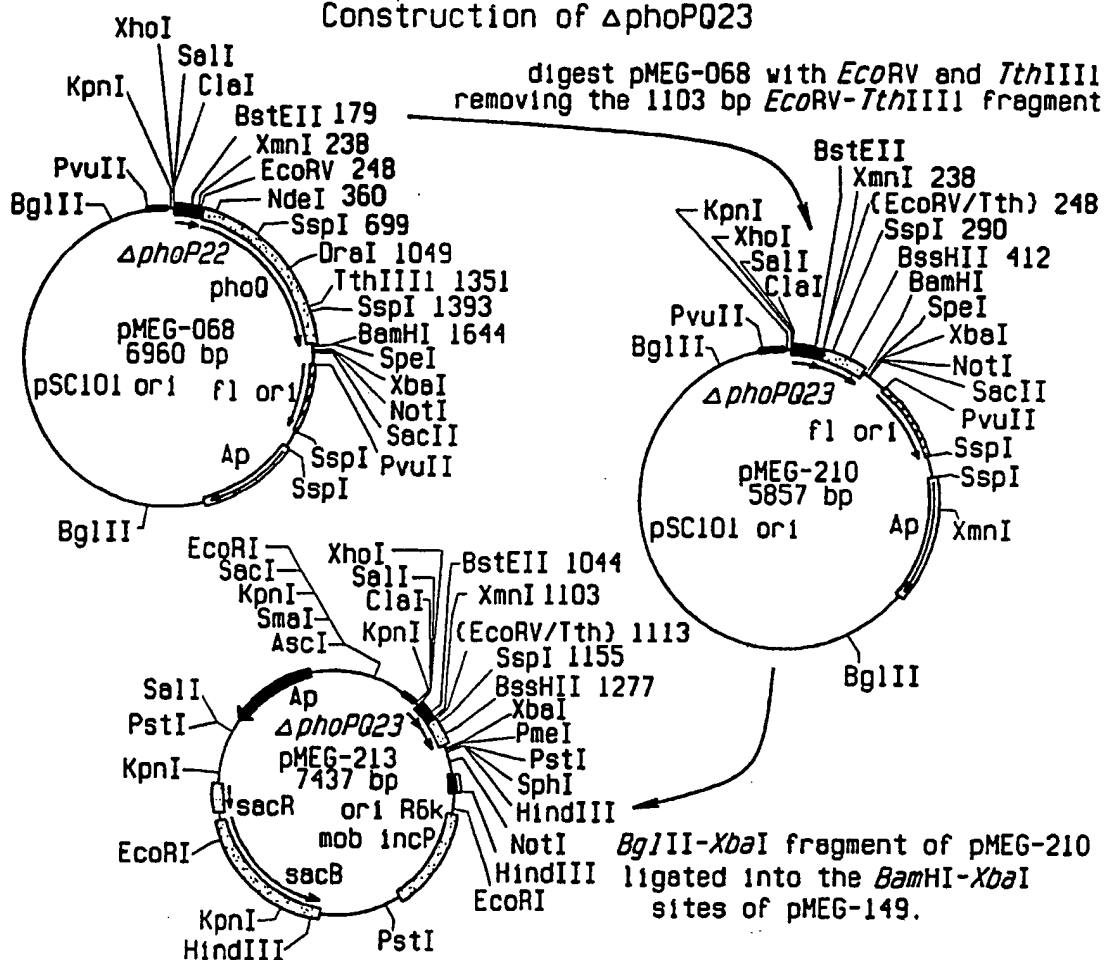 Construction of ΔphoPQ23
digest pMEG-068 with EcoRV and TthIII1
removing the 1103 bp EcoRV-TthIII1 fragment
XhoI
SalI
KpnI
ClaI
BstEII 179
XmnI 238
EcoRV 248
NdeI 360
SspI 699
DraI 1049
TthIII1 1351
SspI 1393
BamHI 1644
SpeI
XbaI
NotI
SacII
PvuII
SspI
SspI
PvuII
BglII
ΔphoP22
phoQ
pMEG-068
6960 bp
pSC101 ori
f1 ori
Ap
BglII
BstEII
XmnI 238
(EcoRV/Tth) 248
SspI 290
BssHII 412
BamHI
SpeI
XbaI
NotI
SacII
PvuII
SspI
SspI
XmnI
KpnI
XhoI
SalI
ClaI
PvuII
BglII
ΔphoPQ23
f1 ori
pMEG-210
5857 bp
pSC101 ori
Ap
BglII
EcoRI
SacI
KpnI
SmaI
AscI
XhoI
SalI
ClaI
KpnI
BstEII 1044
XmnI 1103
(EcoRV/Tth) 1113
SspI 1155
BssHII 1277
XbaI
PmeI
PstI
SphI
HindIII
NotI
HindIII
EcoRI
SalI
PstI
KpnI
EcoRI
KpnI
HindIII
PstI
Ap
ΔphoPQ23
pMEG-213
7437 bp
sacR
ori R6k
mob incP
sacB
BglII-XbaI fragment of pMEG-210
ligated into the BamHI-XbaI
sites of pMEG-149.